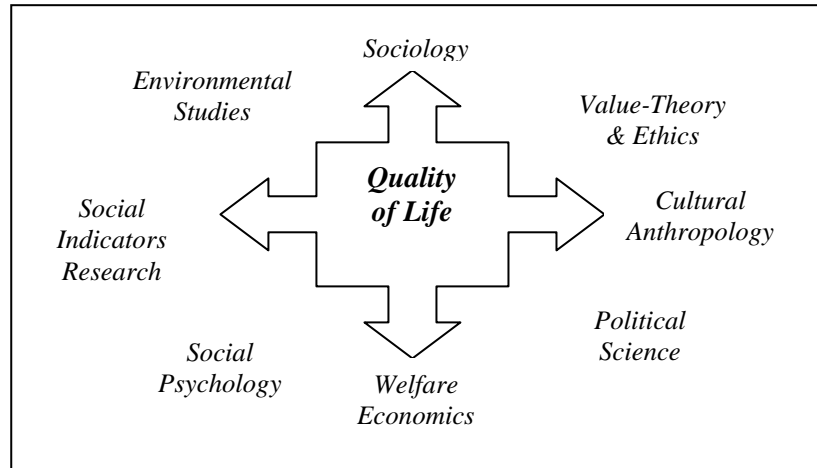 Sociology
Environmental
Studies
Value-Theory
& Ethics
Quality
of Life
Social
Indicators
Research
Cultural
Anthropology
Political
Science
Social
Psychology
Welfare
Economics